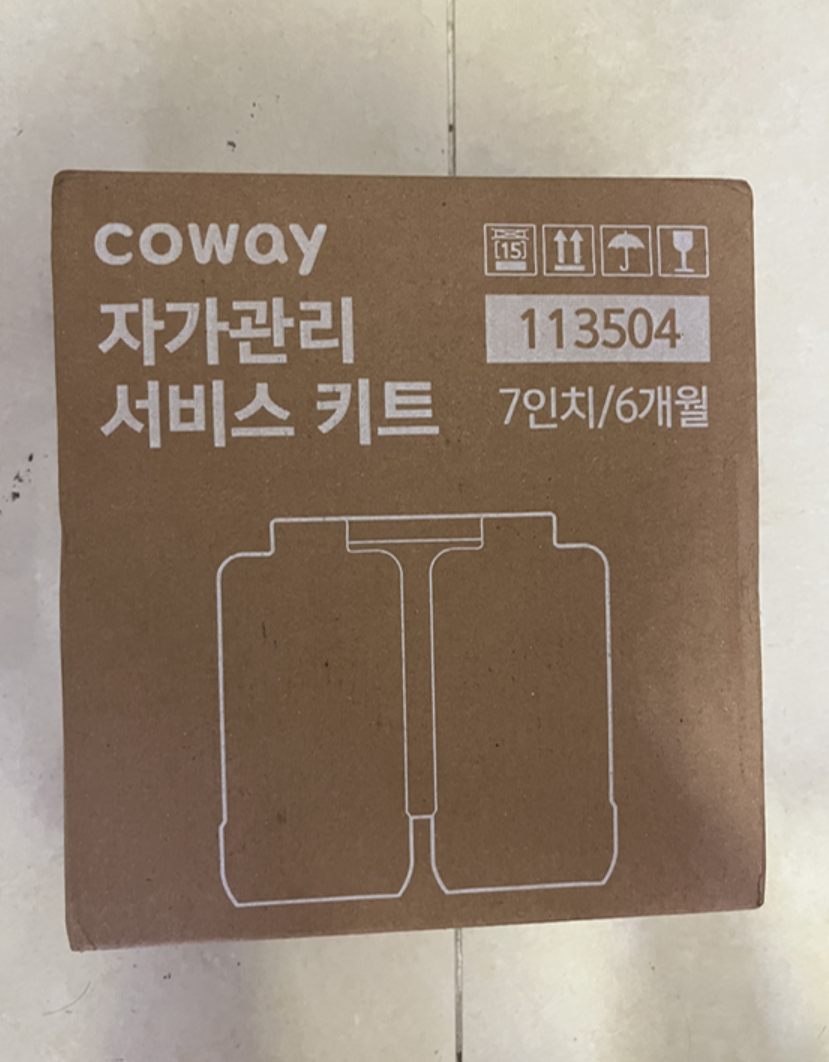 coway
[15]
자가관리
서비스 키트
113504
7인치/6개월